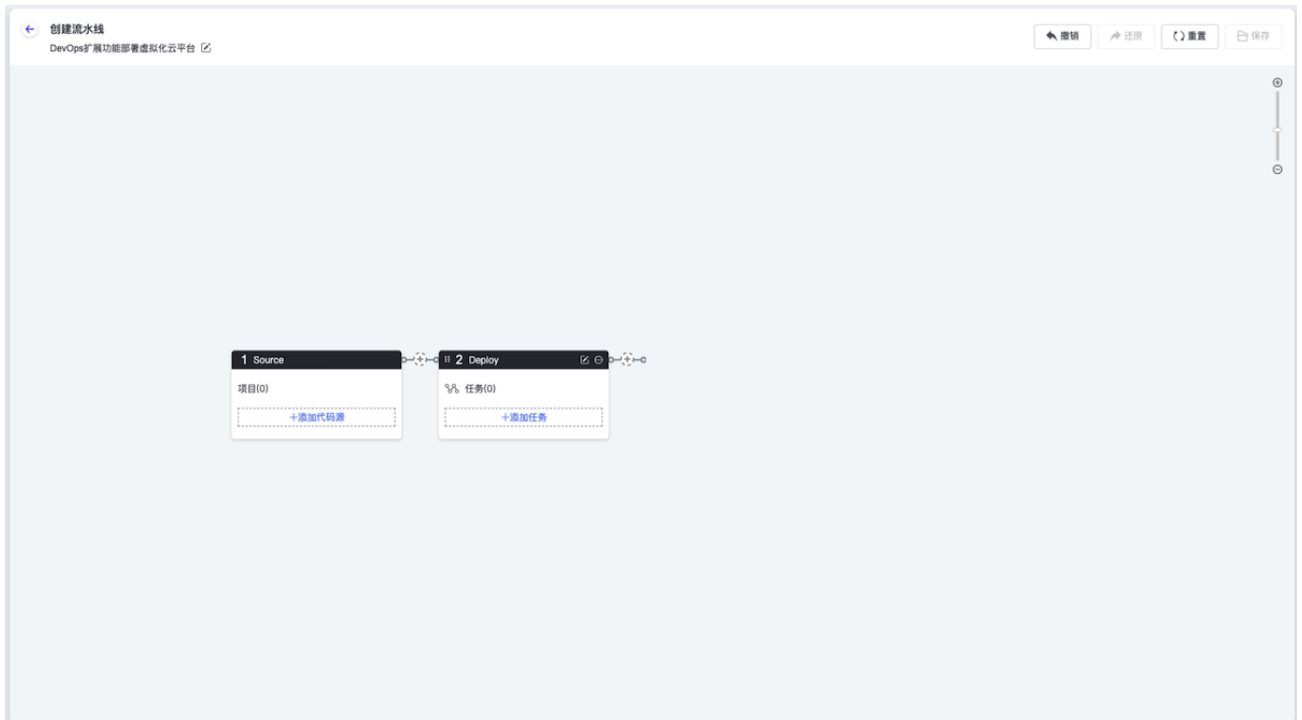 创建流水线
DevOps扩展功能部署虚拟化云平台
撤销 还原 重置 保存
1 Source
2 Deploy
项目(0)
任务(0)
+添加代码源
+添加任务